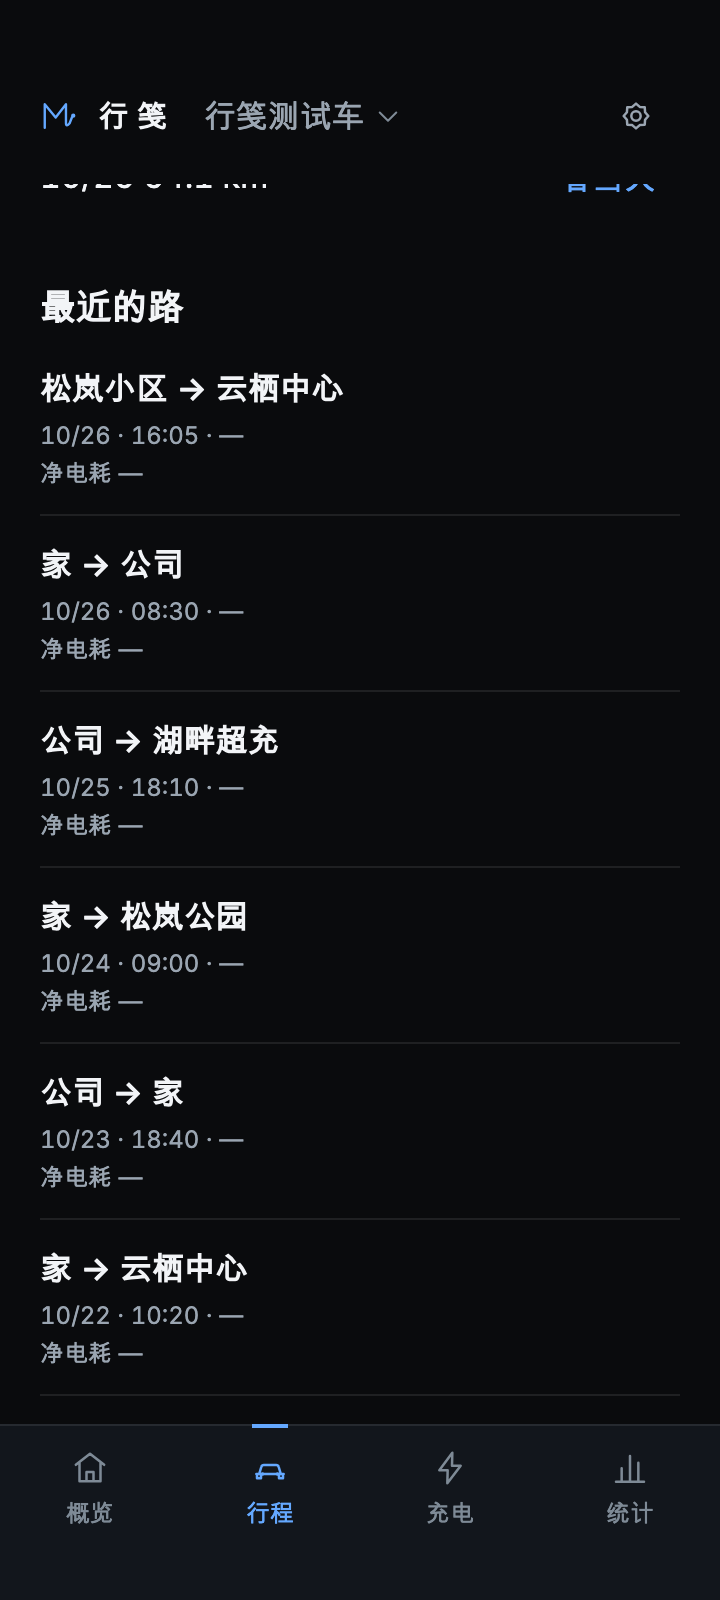 行笺 行笺测试车
最近的路
松岚小区 → 云栖中心
10/26 · 16:05 · —
净电耗 —
家 → 公司
10/26 · 08:30 · —
净电耗 —
公司 → 湖畔超充
10/25 · 18:10 · —
净电耗 —
家 → 松岚公园
10/24 · 09:00 · —
净电耗 —
公司 → 家
10/23 · 18:40 · —
净电耗 —
家 → 云栖中心
10/22 · 10:20 · —
净电耗 —
概览 行程 充电 统计